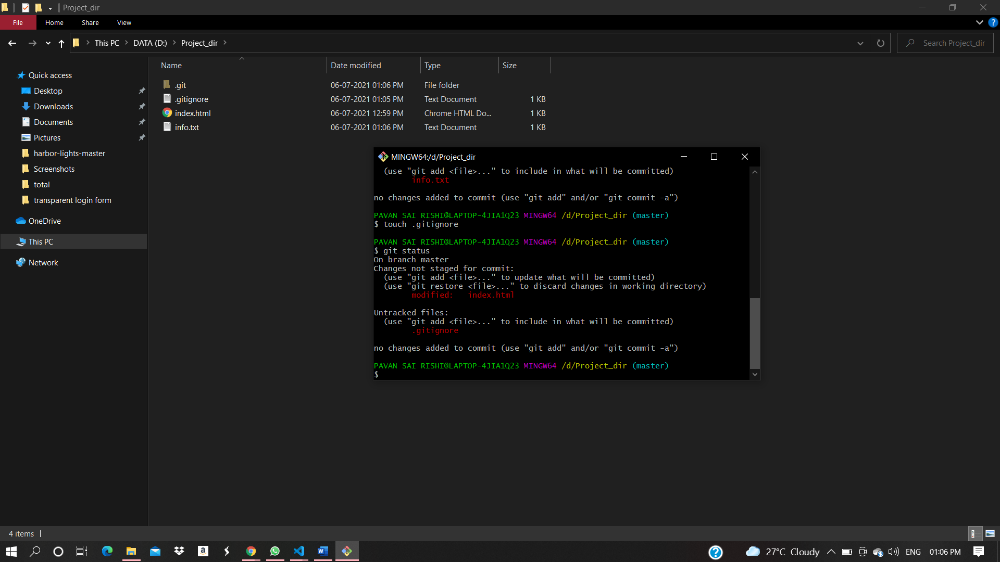 Project_dir
File Home Share View
This PC DATA (D:) Project_dir
Search Project_dir
Name Date modified Type Size
Quick access
Desktop
Downloads
Documents
Pictures
harbor-lights-master
Screenshots
total
transparent login form
OneDrive
This PC
Network
.git 06-07-2021 01:06 PM File folder
.gitignore 06-07-2021 01:05 PM Text Document 1 KB
index.html 06-07-2021 12:59 PM Chrome HTML Do... 1 KB
info.txt 06-07-2021 01:06 PM Text Document 1 KB
MINGW64:/d/Project_dir
(use "git add <file>..." to include in what will be committed)
info.txt
no changes added to commit (use "git add" and/or "git commit -a")
PAVAN SAI RISHI@LAPTOP-4JIA1Q23 MINGW64 /d/Project_dir (master)
$ touch .gitignore
PAVAN SAI RISHI@LAPTOP-4JIA1Q23 MINGW64 /d/Project_dir (master)
$ git status
On branch master
Changes not staged for commit:
(use "git add <file>..." to update what will be committed)
(use "git restore <file>..." to discard changes in working directory)
modified: index.html
Untracked files:
(use "git add <file>..." to include in what will be committed)
.gitignore
no changes added to commit (use "git add" and/or "git commit -a")
PAVAN SAI RISHI@LAPTOP-4JIA1Q23 MINGW64 /d/Project_dir (master)
$
4 items
27°C Cloudy ENG 01:06 PM